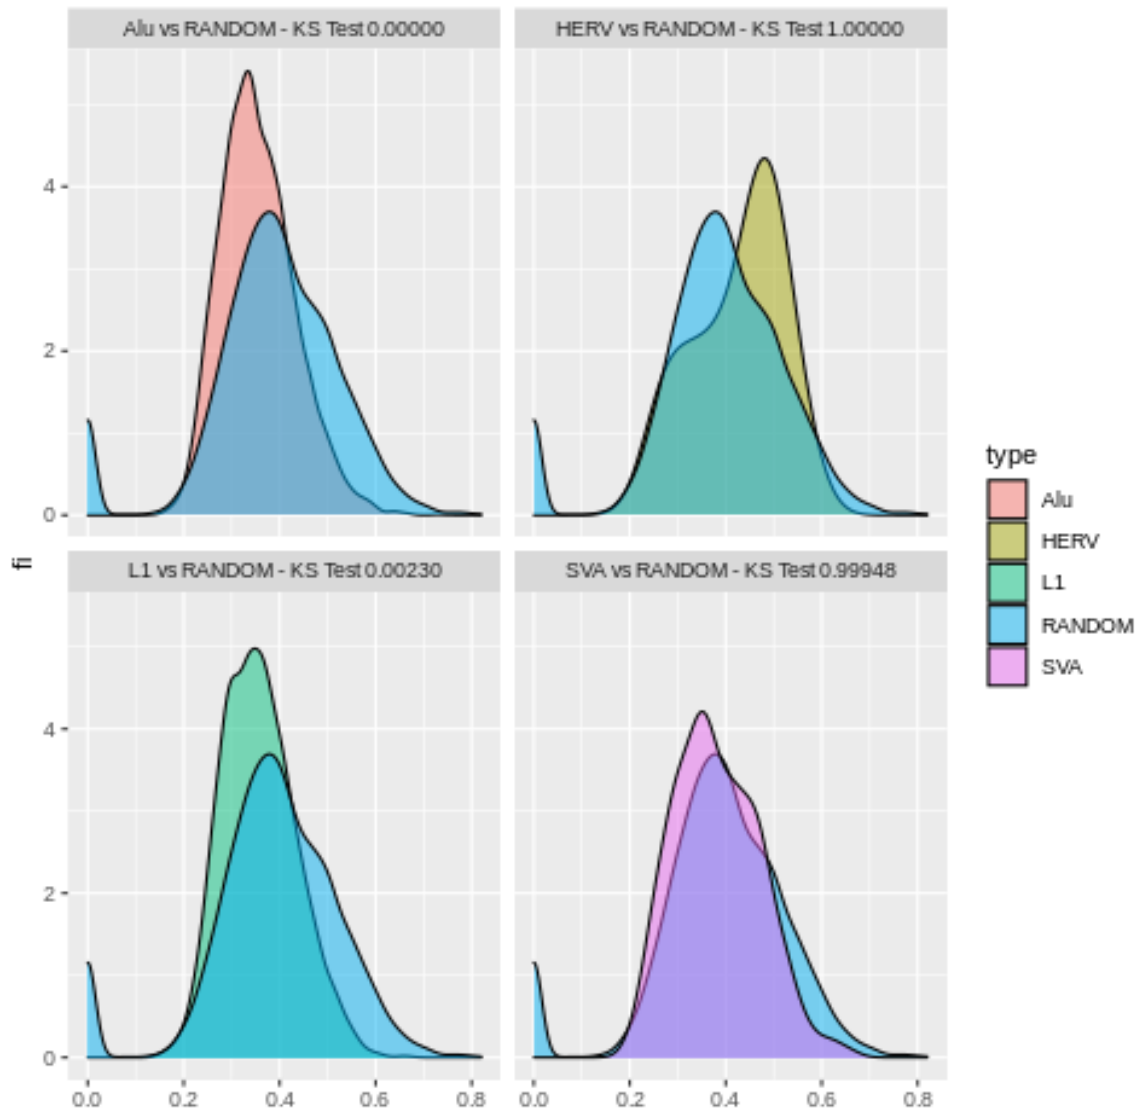 Alu vs RANDOM - KS Test 0.00000
HERV vs RANDOM - KS Test 1.00000
4
2
0
L1 vs RANDOM - KS Test 0.00230
SVA vs RANDOM - KS Test 0.99948
4
2
0
0.0 0.2 0.4 0.6 0.8
0.0 0.2 0.4 0.6 0.8
fi
type
Alu
HERV
L1
RANDOM
SVA